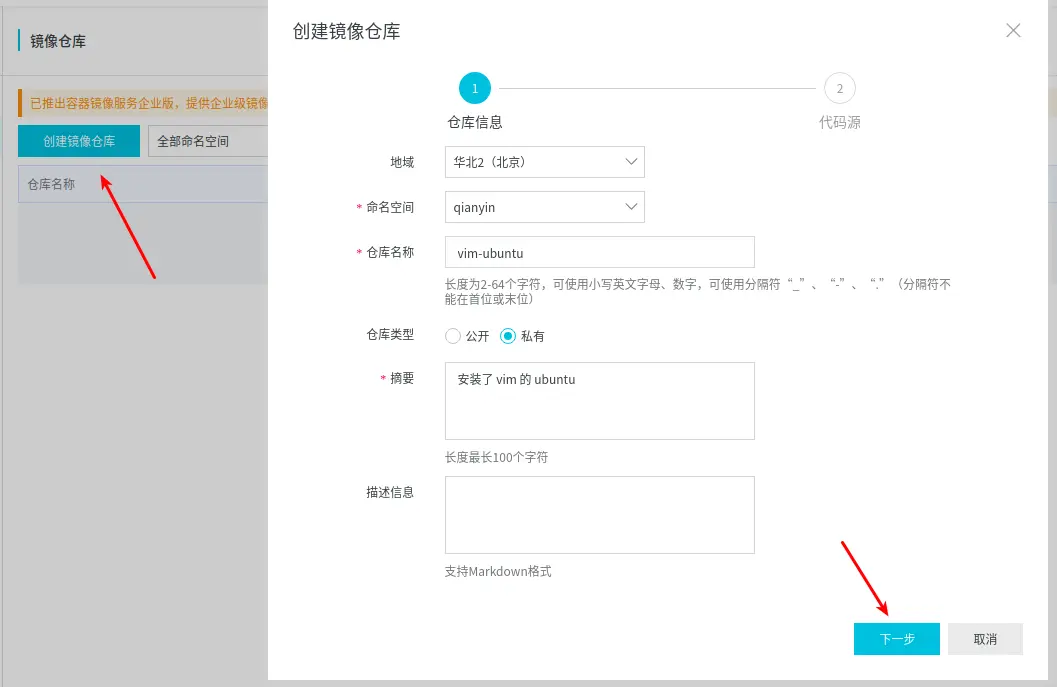 镜像仓库
已推出容器镜像服务企业版，提供企业级镜像
创建镜像仓库
全部命名空间
仓库名称
创建镜像仓库
1
2
仓库信息
代码源
地域
华北2（北京）
* 命名空间
qianyin
* 仓库名称
vim-ubuntu
长度为2-64个字符，可使用小写英文字母、数字，可使用分隔符“_”、“-”、“.”（分隔符不
能在首位或末位）
仓库类型
公开
私有
* 摘要
安装了 vim 的 ubuntu
长度最长100个字符
描述信息
支持Markdown格式
下一步
取消